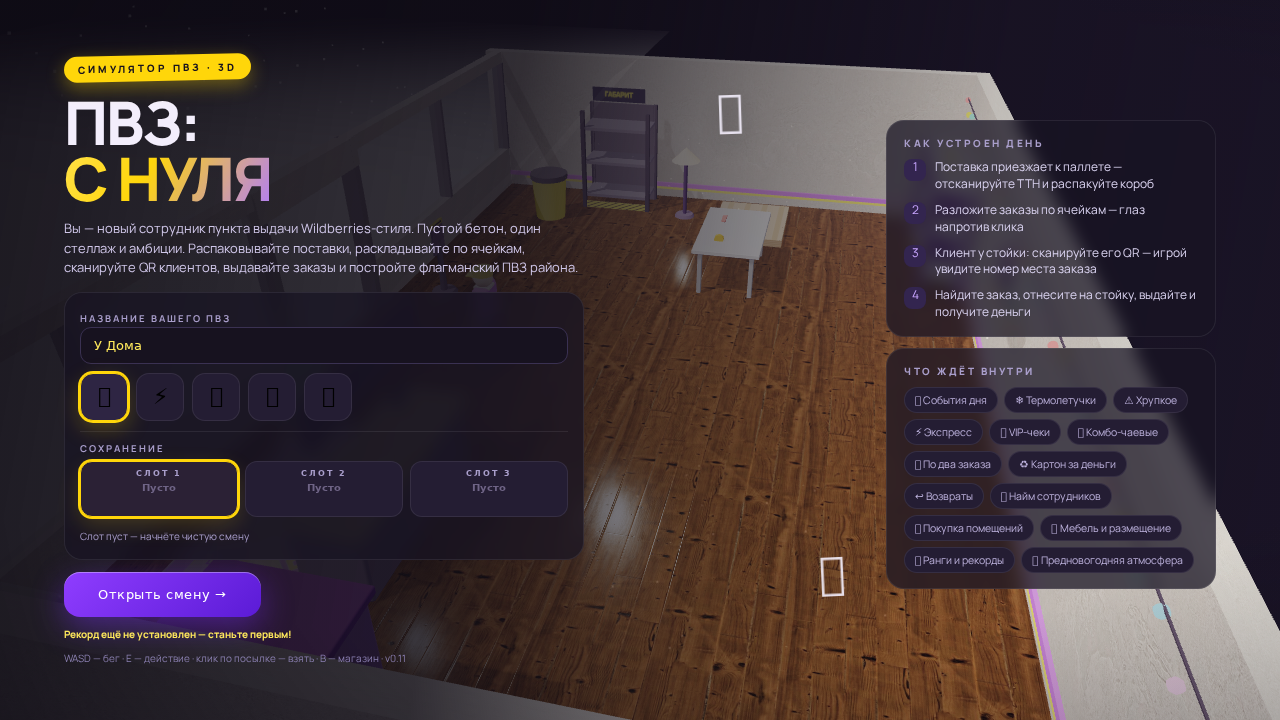 СИМУЛЯТОР ПВЗ · 3D
ПВЗ:
С НУЛЯ
Вы — новый сотрудник пункта выдачи Wildberries-стиля. Пустой бетон, один
стеллаж и амбиции. Распаковывайте поставки, раскладывайте по ячейкам,
сканируйте QR клиентов, выдавайте заказы и постройте флагманский ПВЗ района.
НАЗВАНИЕ ВАШЕГО ПВЗ
У Дома
⚡
СОХРАНЕНИЕ
СЛОТ 1
Пусто
СЛОТ 2
Пусто
СЛОТ 3
Пусто
Слот пуст — начнёте чистую смену
Открыть смену →
Рекорд ещё не установлен — станьте первым!
WASD — бег · E — действие · клик по посылке — взять · B — магазин · v0.11
ГАБАРИТ
КАК УСТРОЕН ДЕНЬ
1 Поставка приезжает к паллете —
отсканируйте ТТН и распакуйте короб
2 Разложите заказы по ячейкам — глаз
напротив клика
3 Клиент у стойки: сканируйте его QR — игрой
увидите номер места заказа
4 Найдите заказ, отнесите на стойку, выдайте и
получите деньги
ЧТО ЖДЁТ ВНУТРИ
События дня
❄ Термолетучки
⚠ Хрупкое
⚡ Экспресс
VIP-чеки
Комбо-чаевые
По два заказа
♻ Картон за деньги
↩ Возвраты
Найм сотрудников
Покупка помещений
Мебель и размещение
Ранги и рекорды
Предновогодняя атмосфера